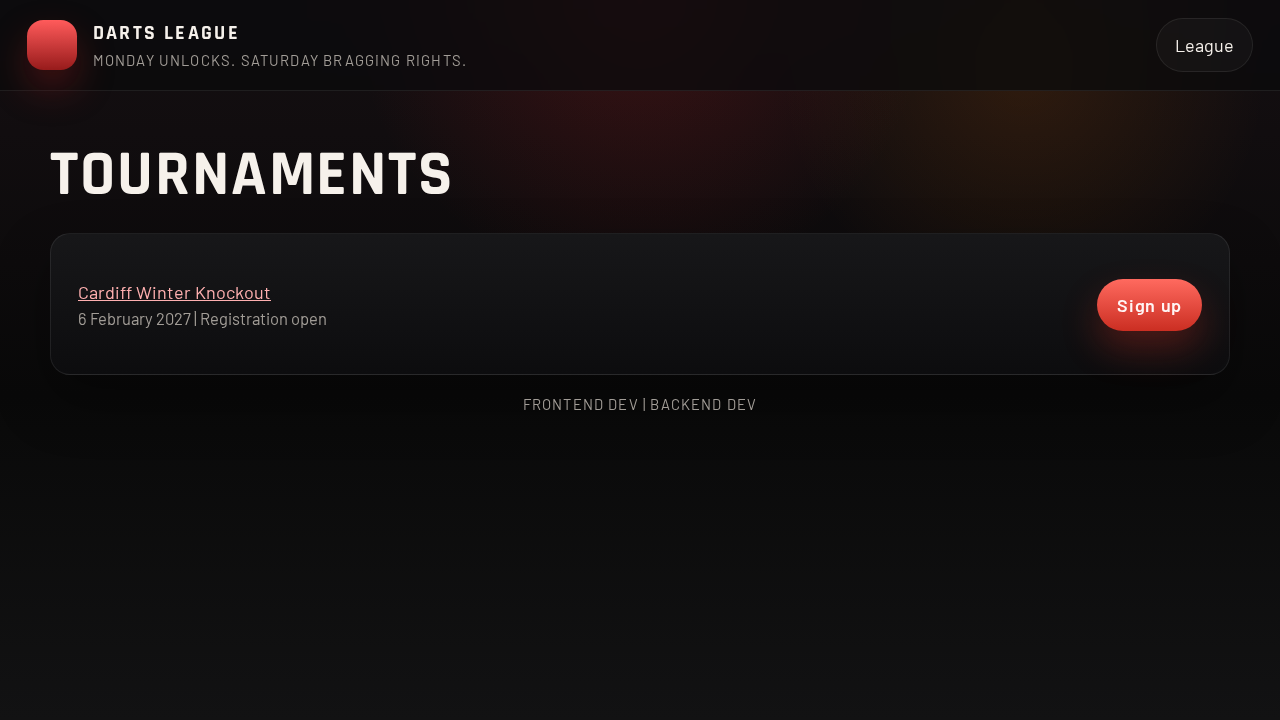 DARTS LEAGUE
MONDAY UNLOCKS. SATURDAY BRAGGING RIGHTS.
League
TOURNAMENTS
Cardiff Winter Knockout
6 February 2027 | Registration open
Sign up
FRONTEND DEV | BACKEND DEV